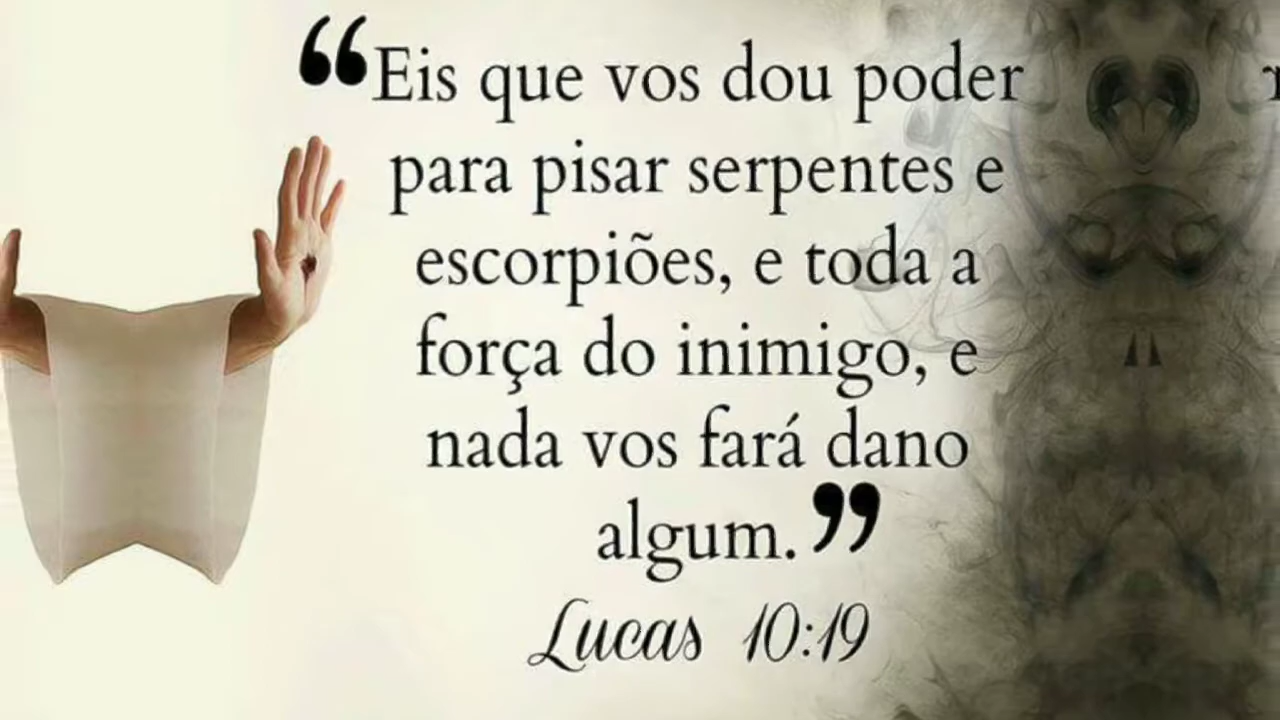 “Eis que vos dou poder
para pisar serpentes e
escorpiões, e toda a
força do inimigo, e
nada vos fará dano
algum.”
Lucas 10:19